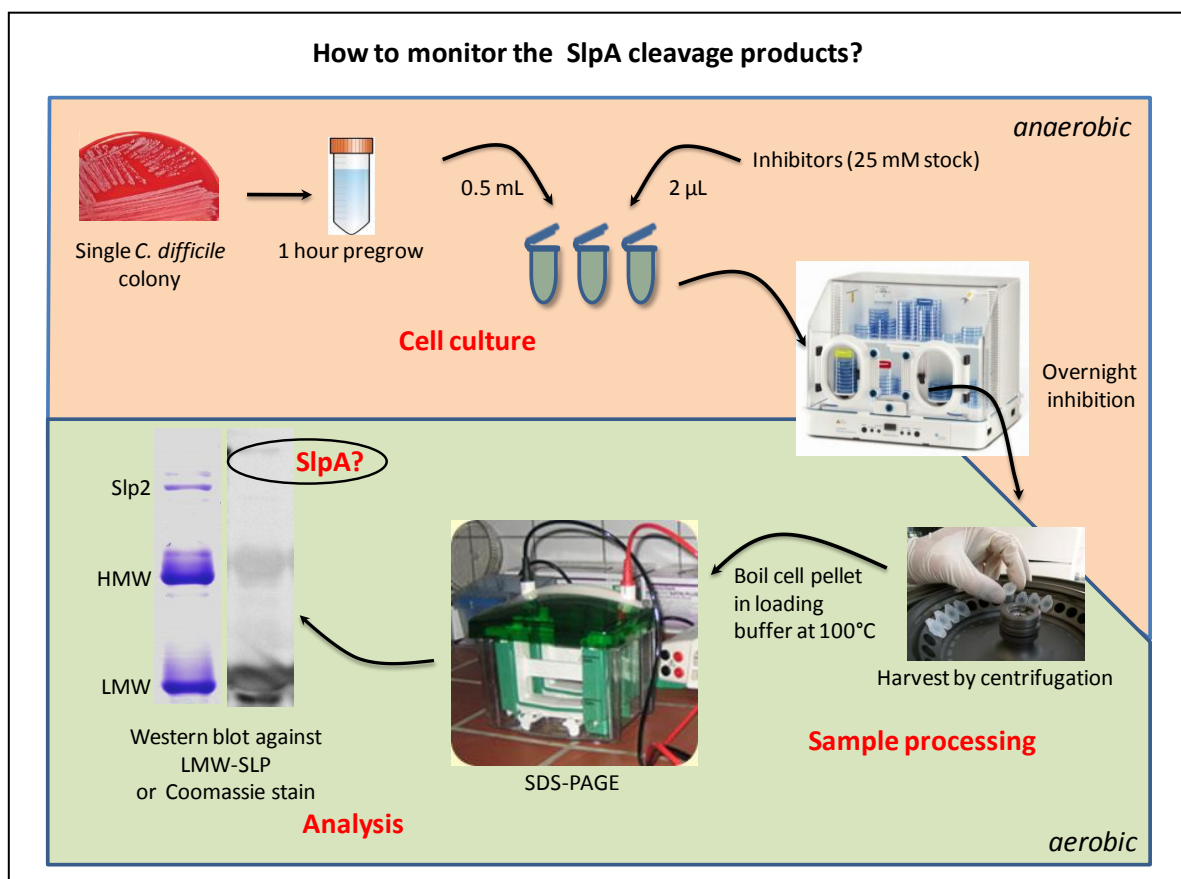 How to monitor the SlpA cleavage products?
anaerobic
Inhibitors (25 mM stock)
0.5 mL
2 µL
Single C. difficile
colony
1 hour pregrow
Cell culture
Overnight
inhibition
SlpA?
Slp2
HMW
LMW
Boil cell pellet
in loading
buffer at 100°C
Harvest by centrifugation
Western blot against
LMW-SLP
or Coomassie stain
SDS-PAGE
Sample processing
Analysis
aerobic